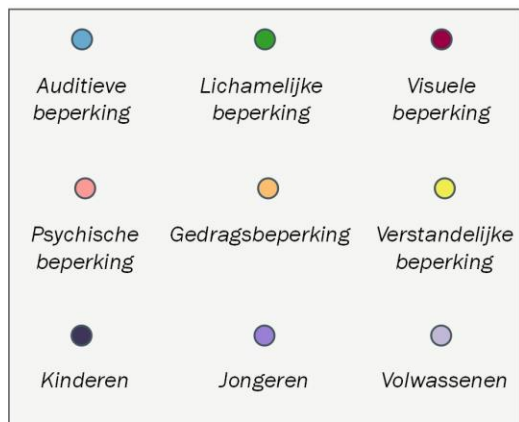 Auditieve
beperking
Lichamelijke
beperking
Visuele
beperking
Psychische
beperking
Gedragsbeperking
Verstandelijke
beperking
Kinderen
Jongeren
Volwassenen